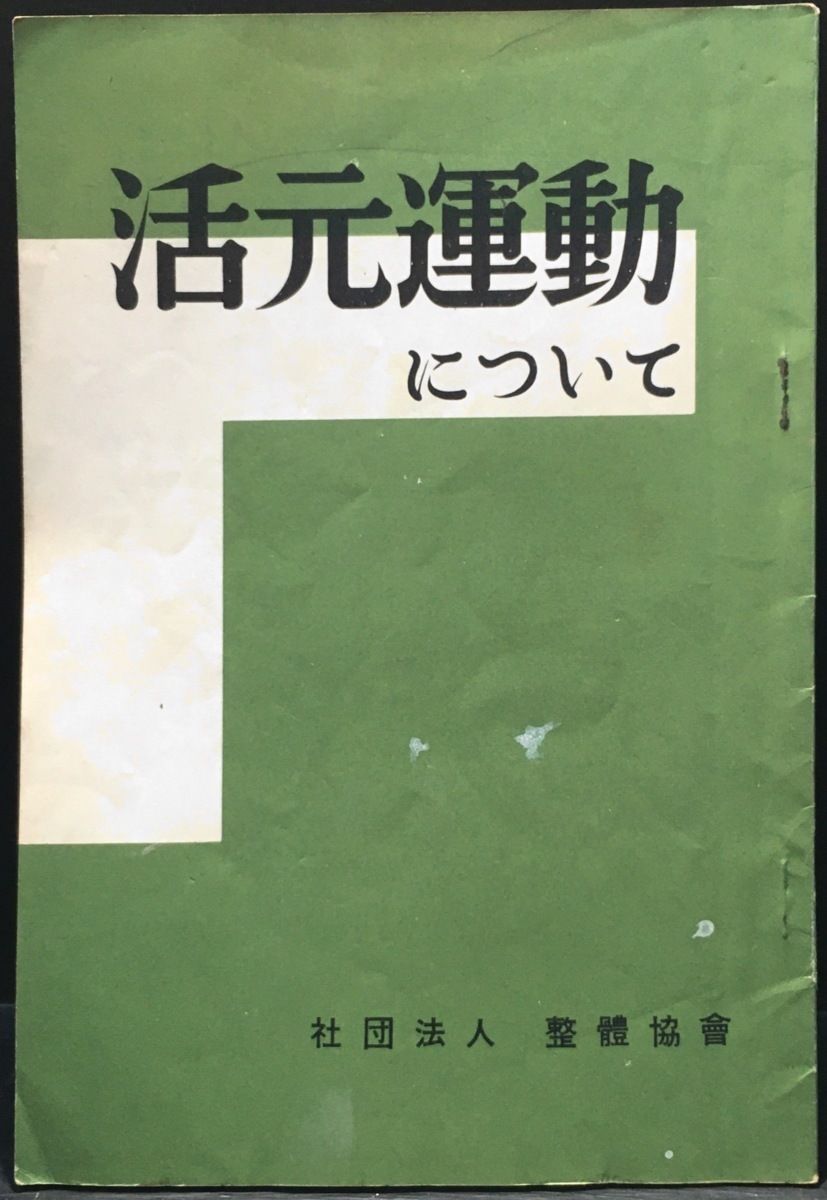 活元運動
について
社団法人 整體協會